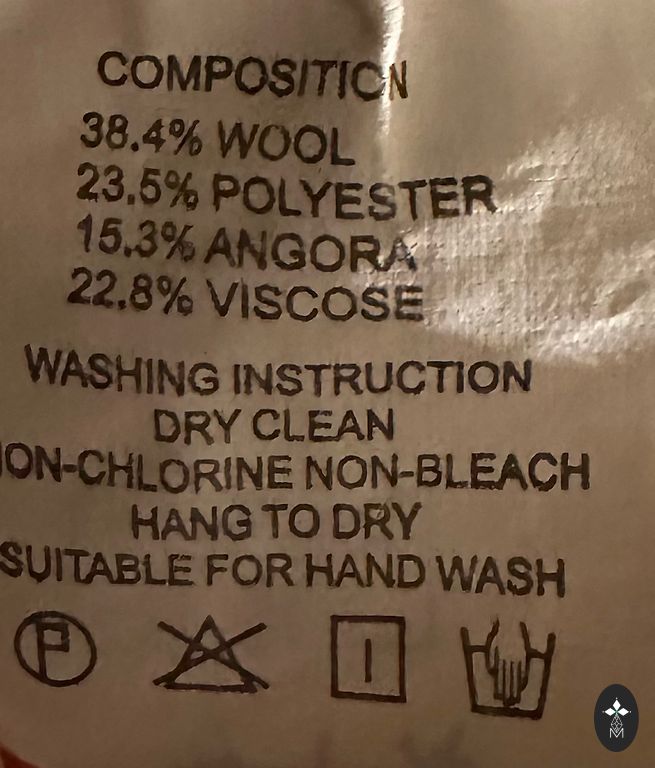 COMPOSITION
38.4% WOOL
23.5% POLYESTER
15.3% ANGORA
22.8% VISCOSE
WASHING INSTRUCTION
DRY CLEAN
ON-CHLORINE NON-BLEACH
HANG TO DRY
SUITABLE FOR HAND WASH
P
M